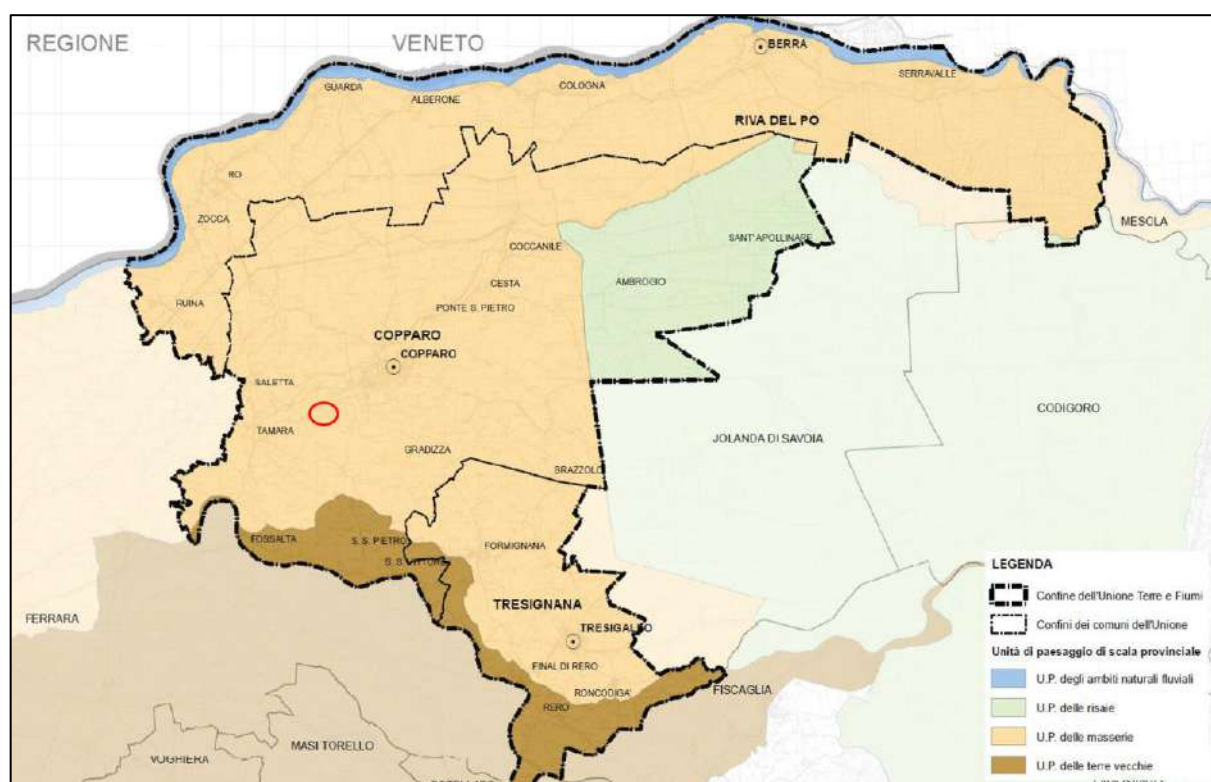 REGIONE VENETO
BERRA
SERRAVALLE
COLOGNA
GUARDA
ALBERONE
RIVA DEL PO
RO
ZOCCA
MESOLA
SANT'APOLLINARE
COCCANILE
CESTA
AMBROGIO
RUINA
PONTE S. PIETRO
COPPARO
COPPARO
SALETTA
CODIGORO
TAMARA
JOLANDA DI SAVOIA
GRADIZZA
BRAZZOLO
FOSSALTA
S. S. PIETRO
FORMIGNANA
S. S. VITTORE
LEGENDA
Confine dell'Unione Terre e Fiumi
TRESIGNANA
FERRARA
Confini dei comuni dell'Unione
TRESIGALLO
Unità di paesaggio di scala provinciale
FINAL DI RERO
U.P. degli ambiti naturali fluviali
RONCODIGA'
FISCAGLIA
RERO
U.P. delle risaie
U.P. delle masserie
MASI TORELLO
VOGHIERA
U.P. delle terre vecchie